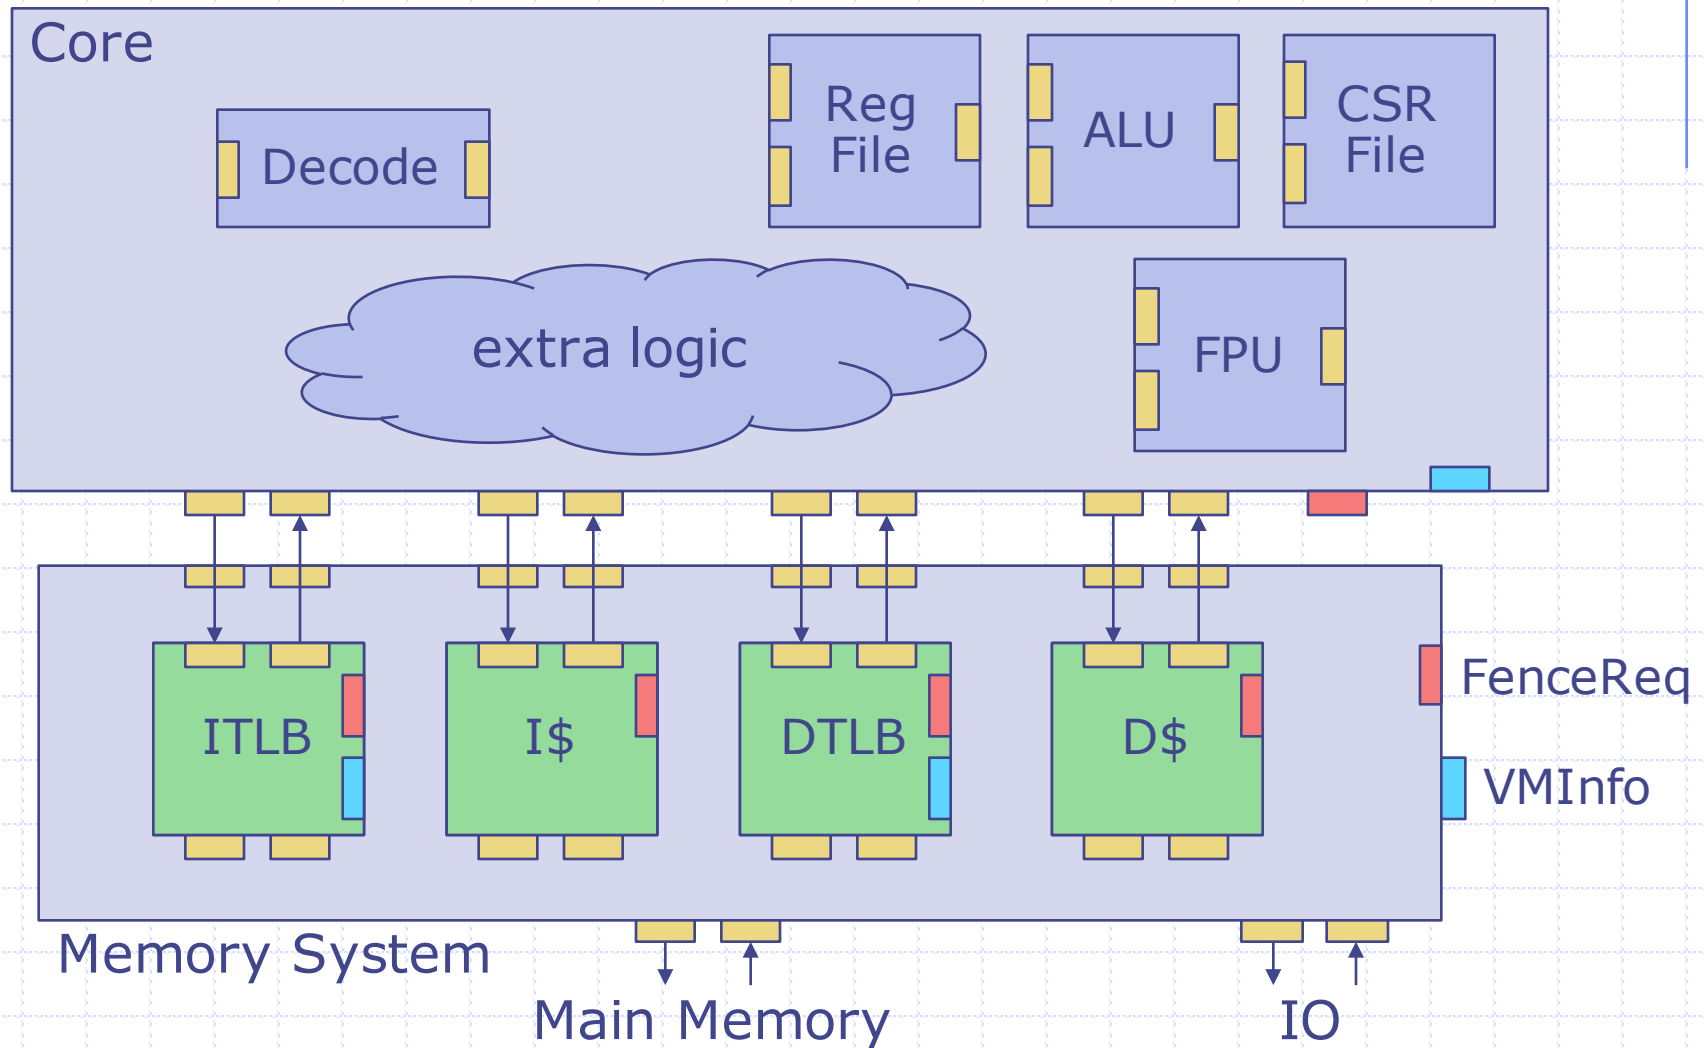 Core
Reg
File
ALU
CSR
File
Decode
extra logic
FPU
ITLB
I$
DTLB
D$
FenceReq
VMInfo
Memory System
Main Memory
IO